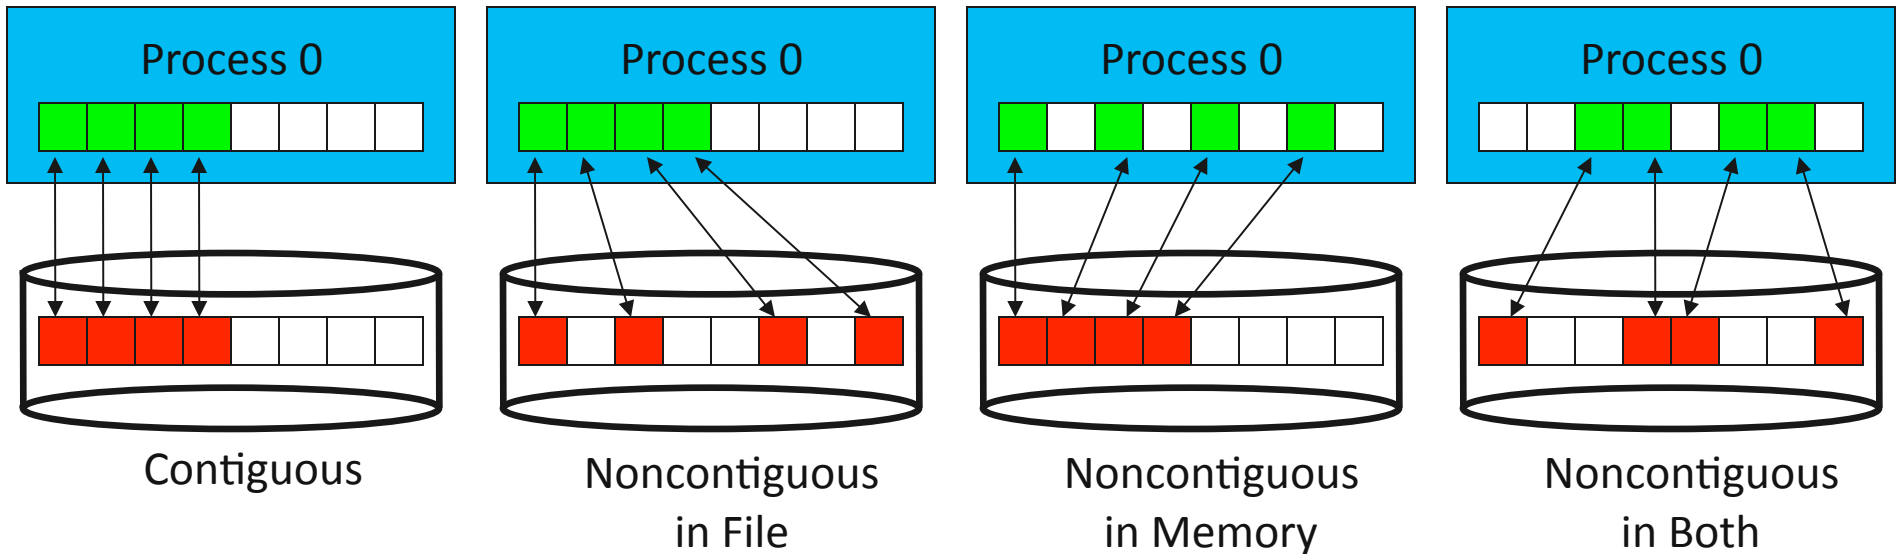 Process 0
Process 0
Process 0
Process 0
Contiguous
Noncontiguous
in File
Noncontiguous
in Memory
Noncontiguous
in Both